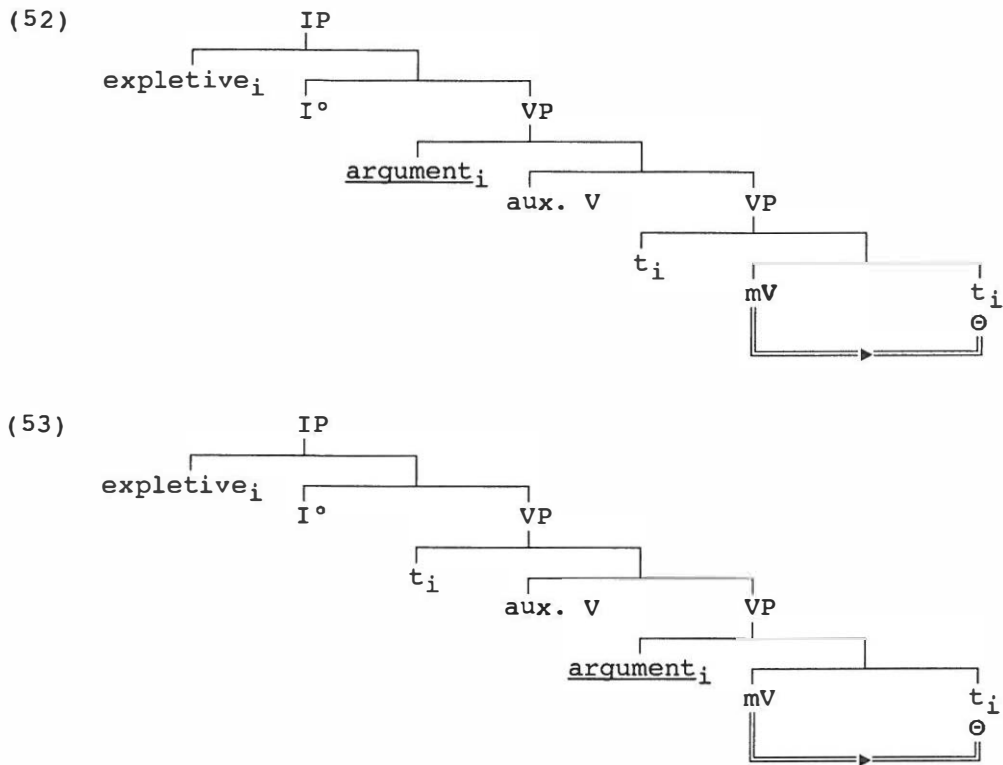 (52) IP
expletive_i
I° VP
argument_i
aux. V VP
t_i
mV t_i
Θ
(53) IP
expletive_i
I° VP
t_i
aux. V VP
argument_i
mV t_i
Θ